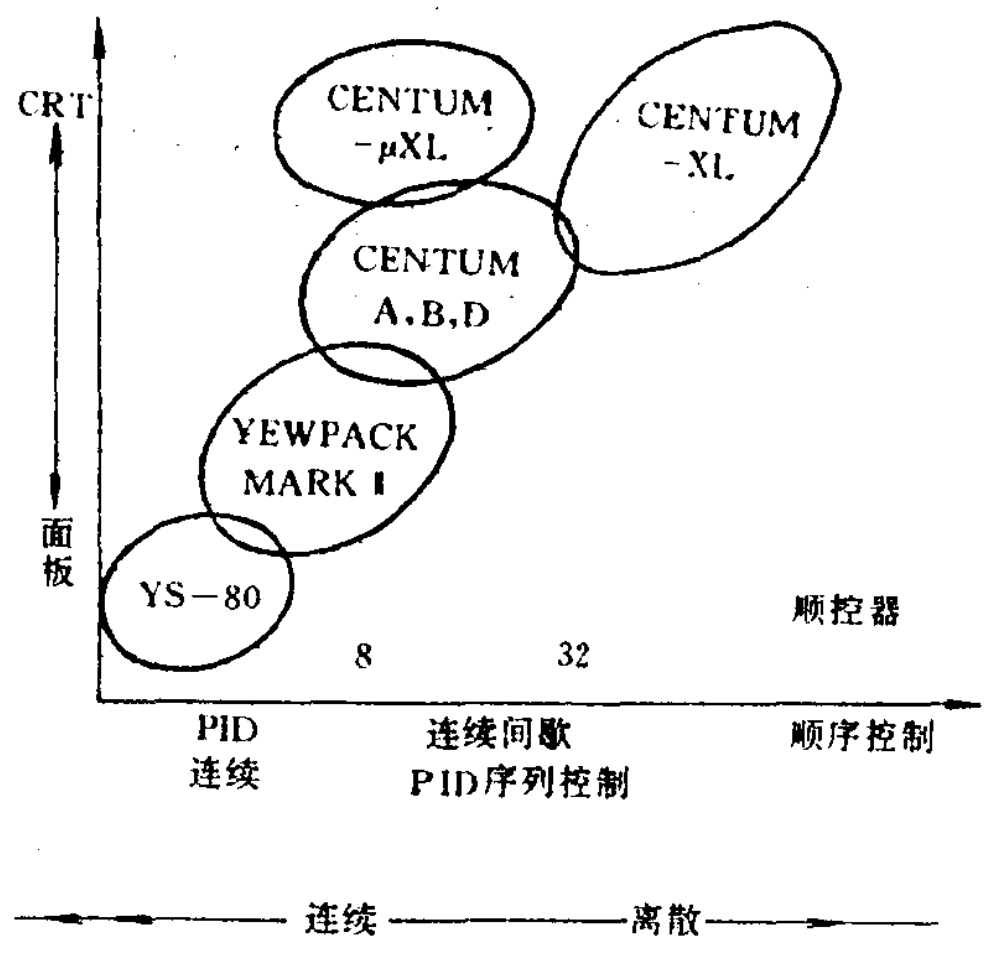 CRT
CENTUM
-μXL
CENTUM
-XL
CENTUM
A,B,D
YEWPACK
MARK Ⅱ
面
板
YS-80
顺控器
8
32
PID
连续
连续间歇
PID序列控制
顺序控制
连续
离散